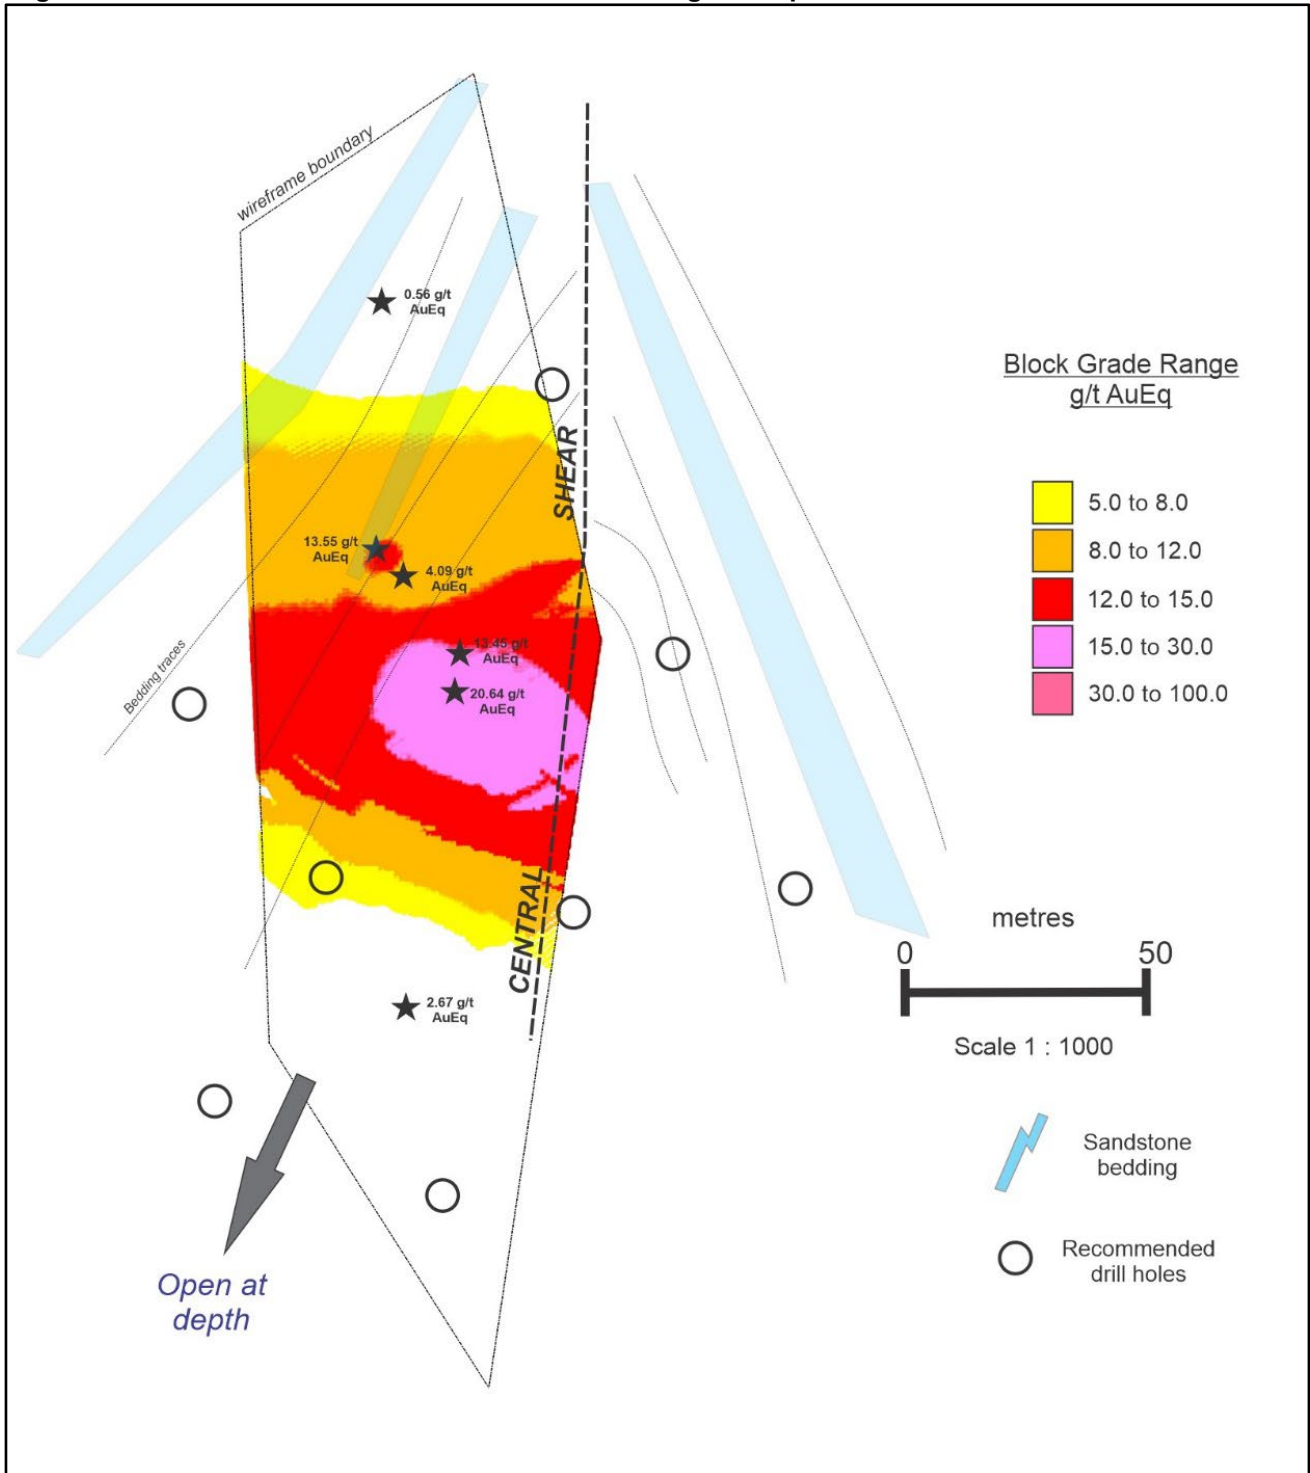 wireframe boundary
0.56 g/t
AuEq
SHEAR
13.55 g/t
AuEq
4.09 g/t
AuEq
13.45 g/t
AuEq
20.64 g/t
AuEq
Bedding traces
CENTRAL
2.67 g/t
AuEq
Open at
depth
Block Grade Range
g/t AuEq
5.0 to 8.0
8.0 to 12.0
12.0 to 15.0
15.0 to 30.0
30.0 to 100.0
metres
0 50
Scale 1 : 1000
Sandstone
bedding
Recommended
drill holes